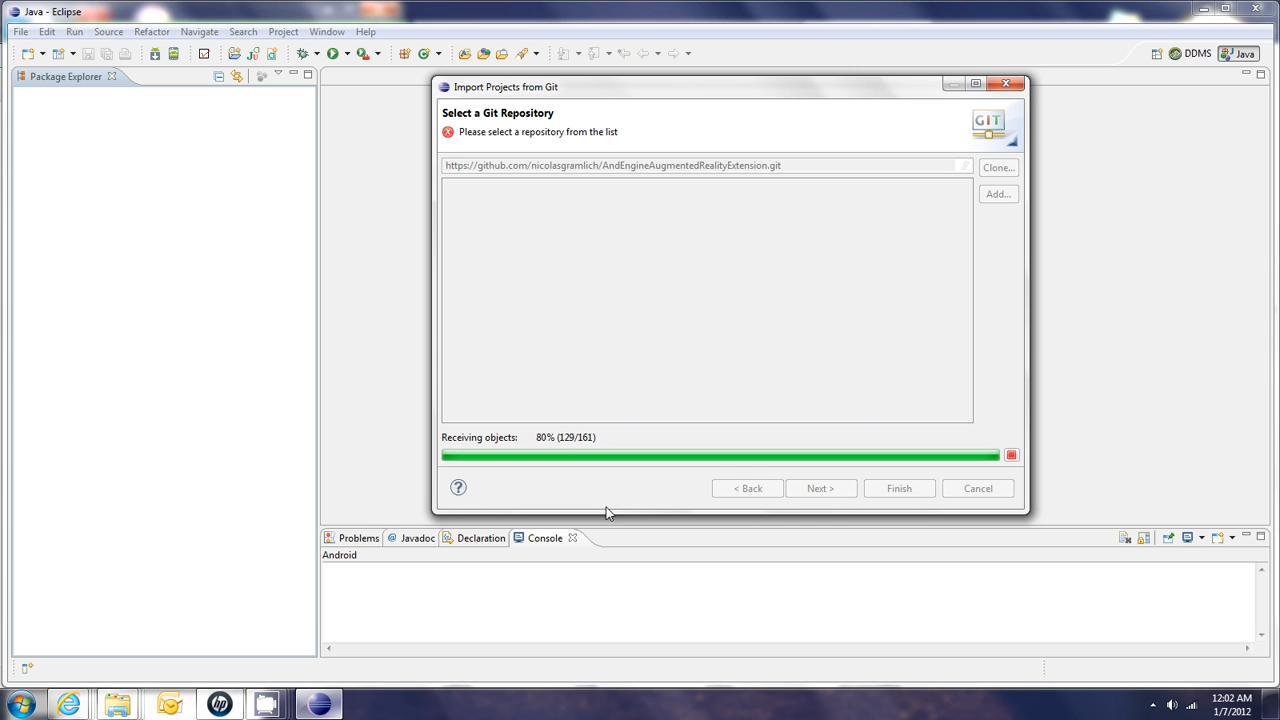 Java - Eclipse
File Edit Run Source Refactor Navigate Search Project Window Help
DDMS Java
Package Explorer
Import Projects from Git
Select a Git Repository
Please select a repository from the list
GIT
https://github.com/nicolasgramlich/AndEngineAugmentedRealityExtension.git
Clone...
Add...
Receiving objects: 80% (129/161)
?
< Back Next > Finish Cancel
Problems @ Javadoc Declaration Console
Android
hp
12:02 AM
1/7/2012